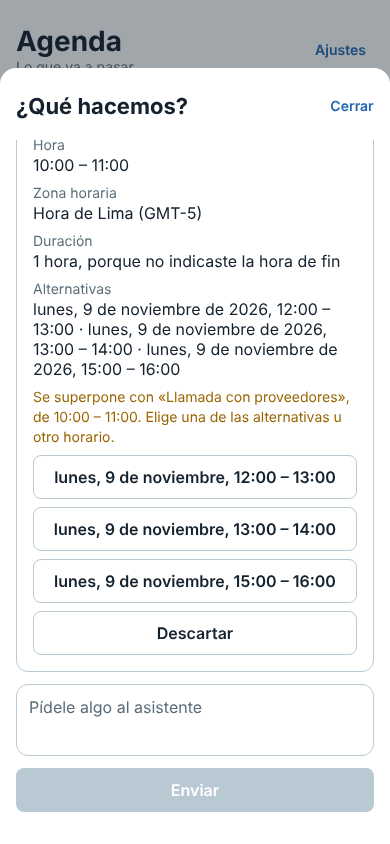 Agenda
Ajustes
Lo que va a pasar
¿Qué hacemos?
Cerrar
Hora
10:00 – 11:00
Zona horaria
Hora de Lima (GMT-5)
Duración
1 hora, porque no indicaste la hora de fin
Alternativas
lunes, 9 de noviembre de 2026, 12:00 –
13:00 · lunes, 9 de noviembre de 2026,
13:00 – 14:00 · lunes, 9 de noviembre de
2026, 15:00 – 16:00
Se superpone con «Llamada con proveedores»,
de 10:00 – 11:00. Elige una de las alternativas u
otro horario.
lunes, 9 de noviembre, 12:00 – 13:00
lunes, 9 de noviembre, 13:00 – 14:00
lunes, 9 de noviembre, 15:00 – 16:00
Descartar
Pídele algo al asistente
Enviar